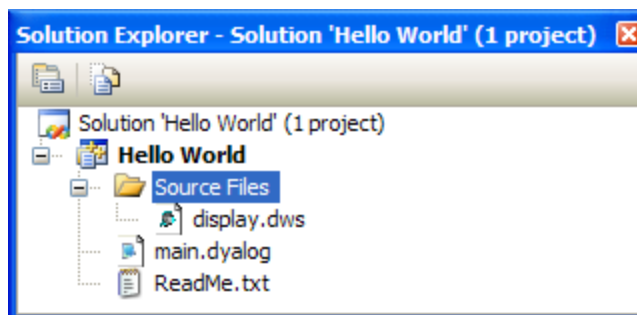 Solution Explorer - Solution 'Hello World' (1 project)
Solution 'Hello World' (1 project)
Hello World
Source Files
display.dws
main.dyalog
ReadMe.txt